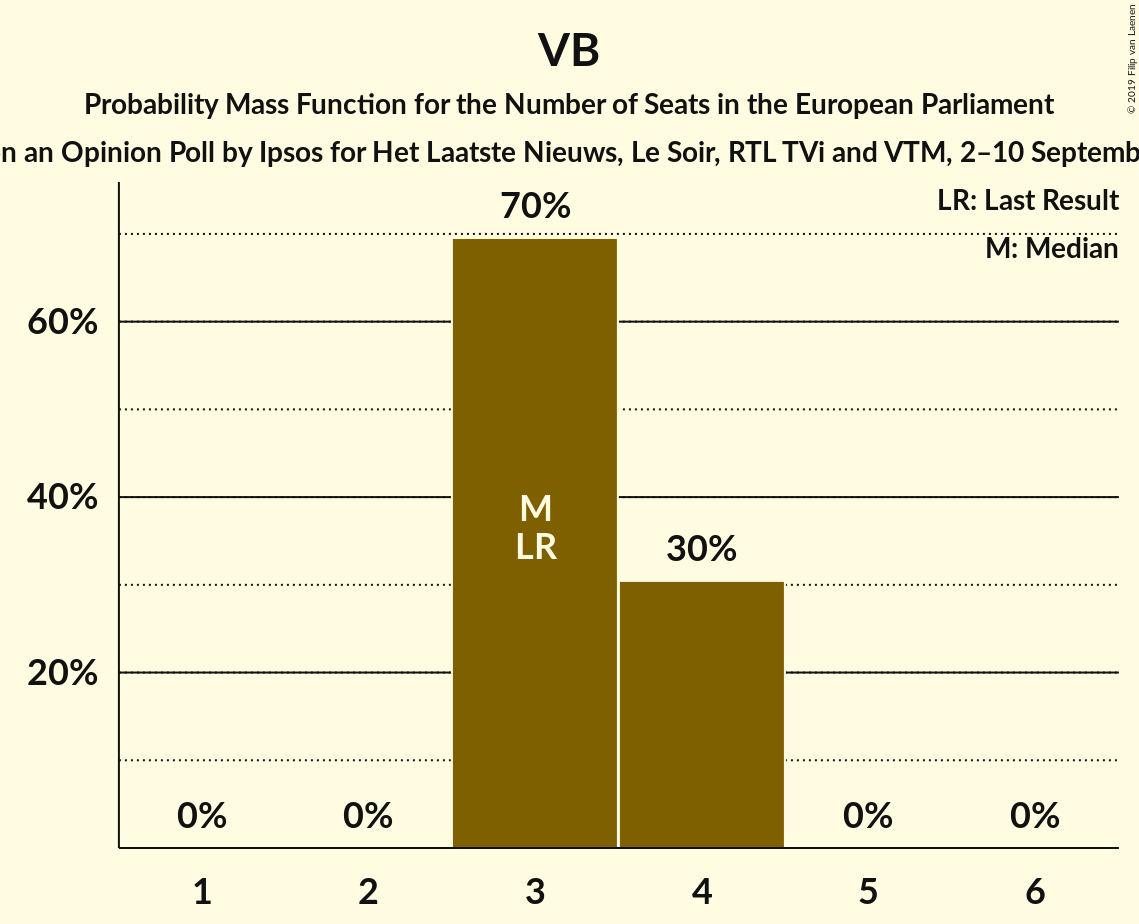 VB
Probability Mass Function for the Number of Seats in the European Parliament
n an Opinion Poll by Ipsos for Het Laatste Nieuws, Le Soir, RTL TVi and VTM, 2–10 Septemb
© 2019 Filip van Laenen
LR: Last Result
M: Median
70%
60%
40%
20%
M
LR
30%
0%
0%
0%
0%
1
2
3
4
5
6